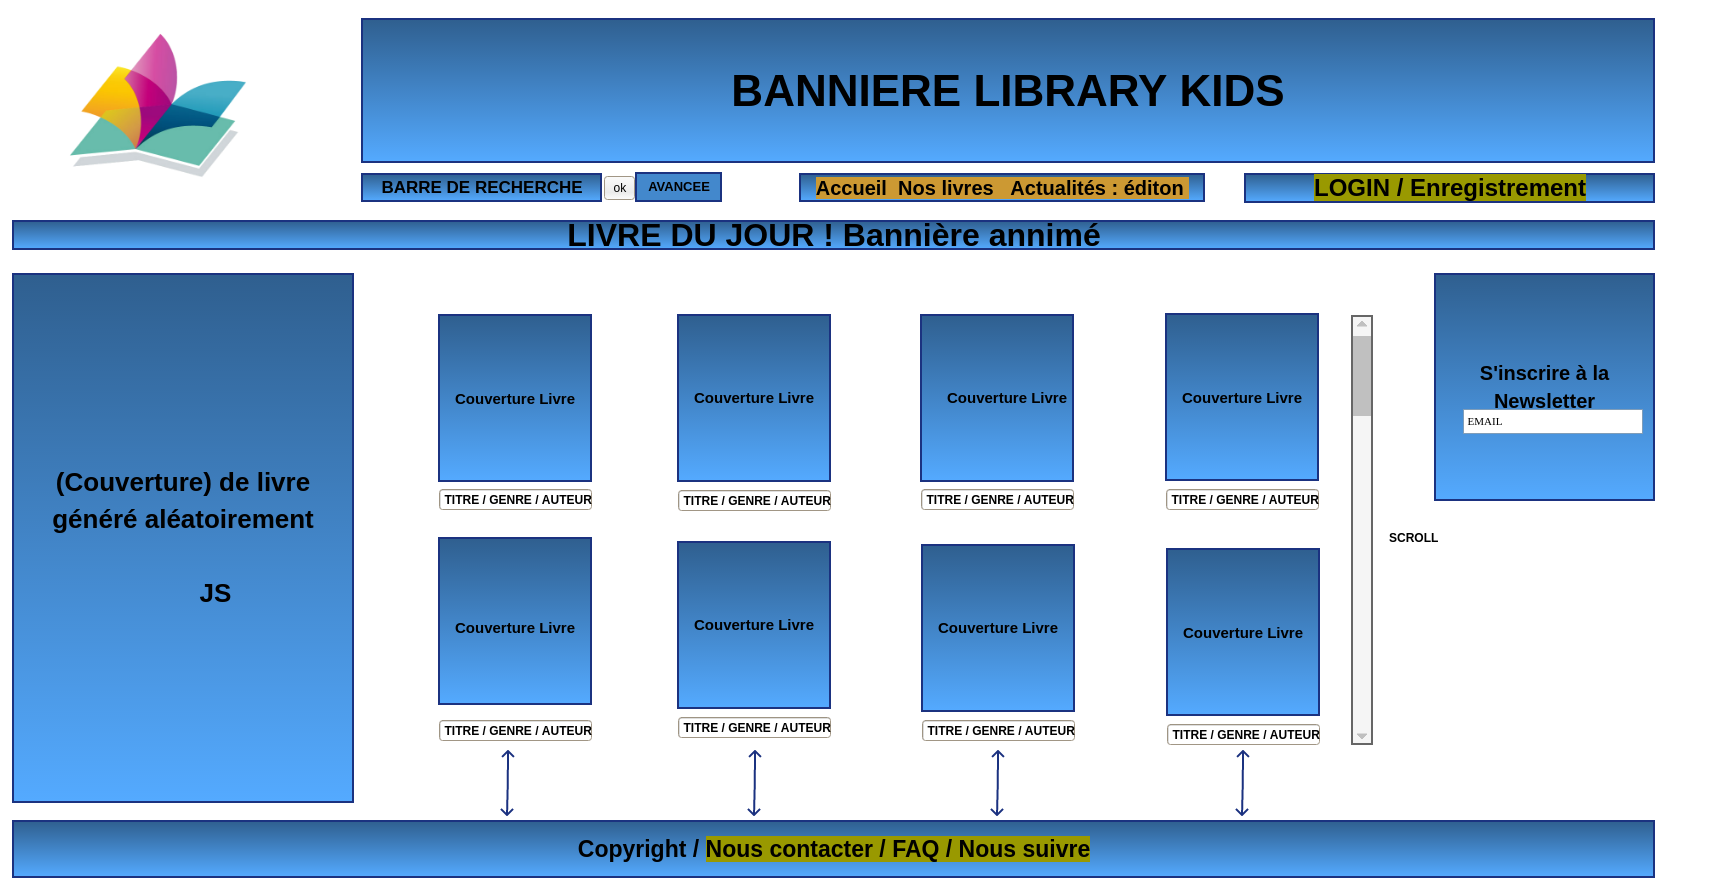 BANNIERE LIBRARY KIDS
BARRE DE RECHERCHE
ok
AVANCEE
Accueil Nos livres Actualités : éditon
LOGIN / Enregistrement
LIVRE DU JOUR ! Bannière annimé
(Couverture) de livre
généré aléatoirement
JS
Couverture Livre
Couverture Livre
Couverture Livre
Couverture Livre
TITRE / GENRE / AUTEUR
TITRE / GENRE / AUTEUR
TITRE / GENRE / AUTEUR
TITRE / GENRE / AUTEUR
Couverture Livre
Couverture Livre
Couverture Livre
Couverture Livre
TITRE / GENRE / AUTEUR
TITRE / GENRE / AUTEUR
TITRE / GENRE / AUTEUR
TITRE / GENRE / AUTEUR
SCROLL
S'inscrire à la
Newsletter
EMAIL
Copyright / Nous contacter / FAQ / Nous suivre